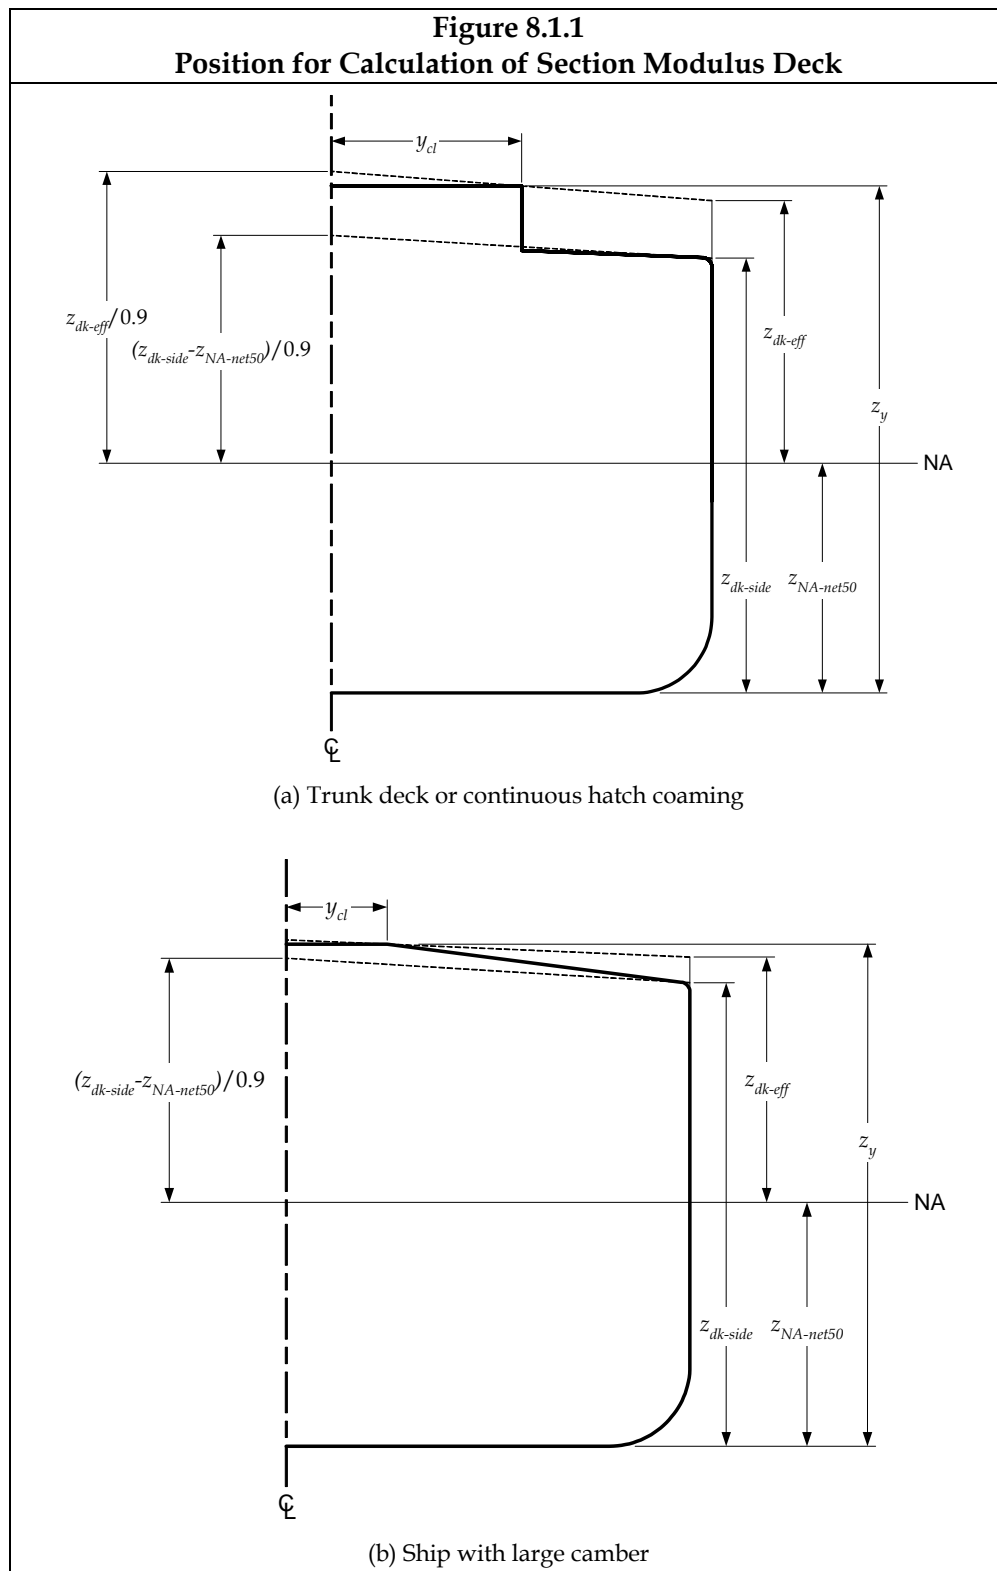 Figure 8.1.1
Position for Calculation of Section Modulus Deck
y_cl
z_dk-eff/0.9
(z_dk-side-z_NA-net50)/0.9
z_dk-eff
z_y
NA
z_dk-side z_NA-net50
℄
(a) Trunk deck or continuous hatch coaming
y_cl
(z_dk-side-z_NA-net50)/0.9
z_dk-eff
z_y
NA
z_dk-side z_NA-net50
℄
(b) Ship with large camber